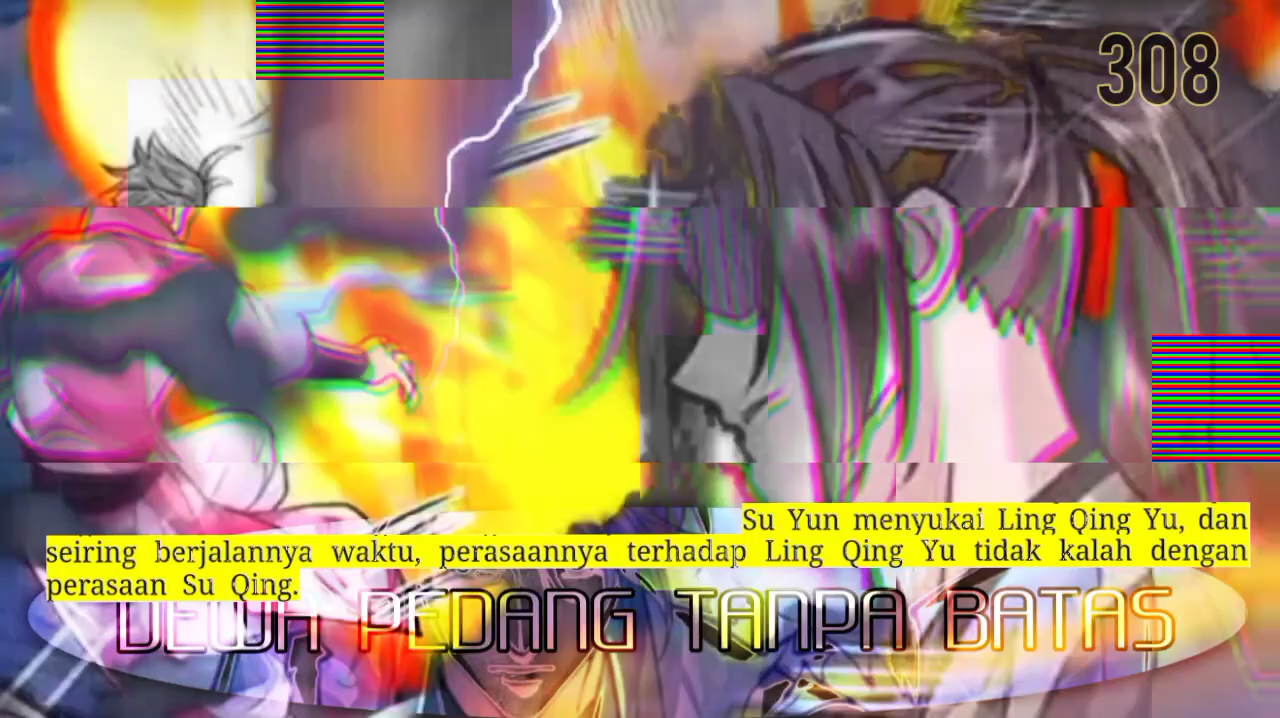 308
Su Yun menyukai Ling Qing Yu, dan
seiring berjalannya waktu, perasaannya terhadap Ling Qing Yu tidak kalah dengan
perasaan Su Qing.
DEWA PEDANG TANPA BATAS